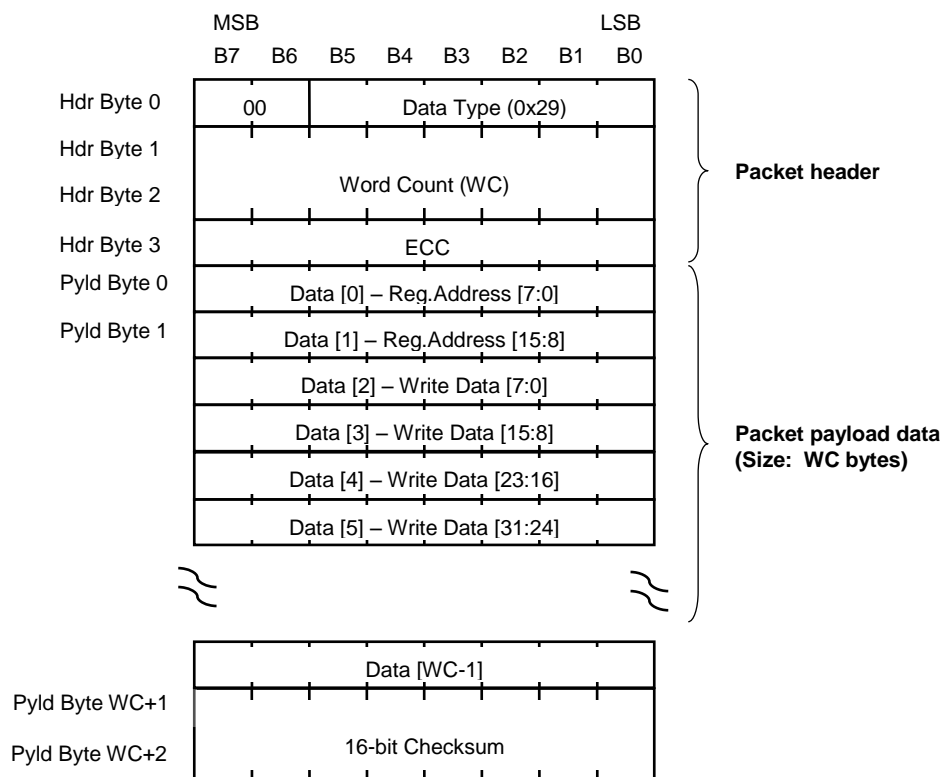 MSB LSB
B7 B6 B5 B4 B3 B2 B1 B0
Hdr Byte 0 00 Data Type (0x29)
Hdr Byte 1
Hdr Byte 2 Word Count (WC)
Packet header
Hdr Byte 3 ECC
Pyld Byte 0 Data [0] – Reg.Address [7:0]
Pyld Byte 1 Data [1] – Reg.Address [15:8]
Data [2] – Write Data [7:0]
Data [3] – Write Data [15:8]
Packet payload data
(Size: WC bytes)
Data [4] – Write Data [23:16]
Data [5] – Write Data [31:24]
Data [WC-1]
Pyld Byte WC+1
Pyld Byte WC+2 16-bit Checksum